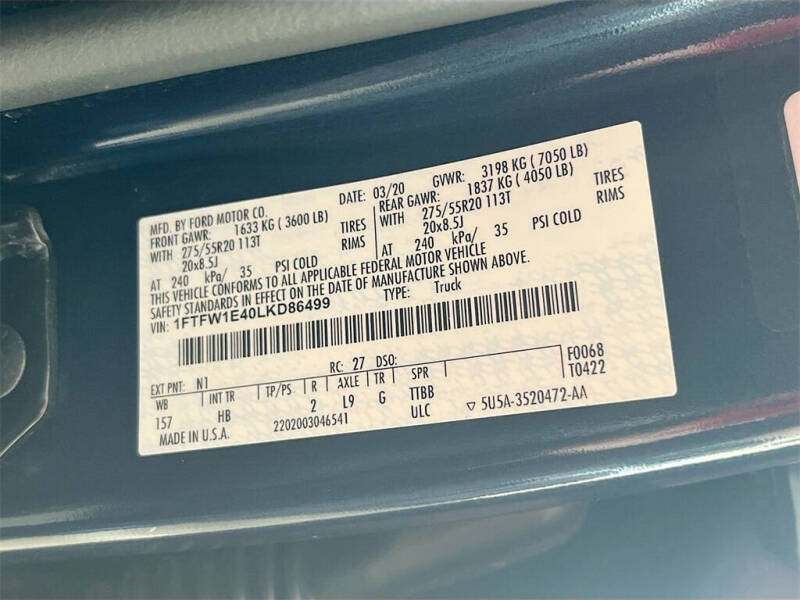 MFD. BY FORD MOTOR CO.
DATE: 03/20 GVWR: 3198 KG ( 7050 LB )
FRONT GAWR: 1633 KG ( 3600 LB ) REAR GAWR: 1837 KG ( 4050 LB )
WITH 275/55R20 113T TIRES WITH 275/55R20 113T TIRES
20x8.5J RIMS 20x8.5J RIMS
AT 240 kPa/ 35 PSI COLD AT 240 kPa/ 35 PSI COLD
THIS VEHICLE CONFORMS TO ALL APPLICABLE FEDERAL MOTOR VEHICLE
SAFETY STANDARDS IN EFFECT ON THE DATE OF MANUFACTURE SHOWN ABOVE.
VIN: 1FTFW1E40LKD86499 TYPE: Truck
EXT PNT: N1 RC: 27 DSO: F0068
WB INT TR TP/PS R AXLE TR SPR T0422
157 HB 2 L9 G TTBB
MADE IN U.S.A. 2202003046541 ULC ▽ 5U5A-3520472-AA